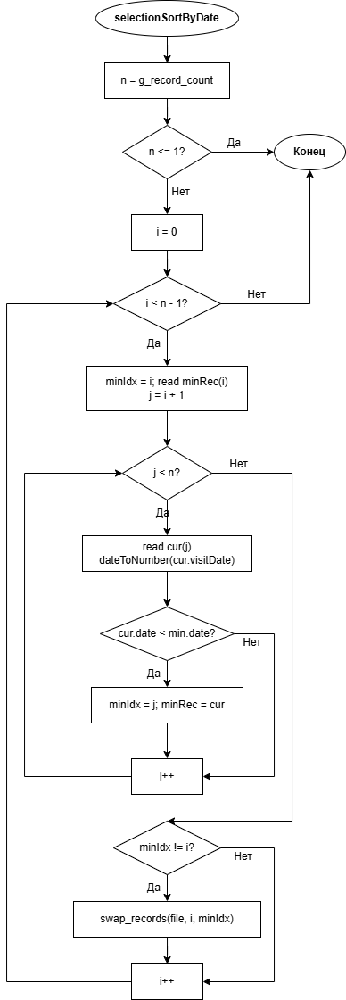 selectionSortByDate
n = g_record_count
n <= 1?
Да
Конец
Нет
i = 0
i < n - 1?
Нет
Да
minIdx = i; read minRec(i)
j = i + 1
j < n?
Нет
Да
read cur(j)
dateToNumber(cur.visitDate)
cur.date < min.date?
Нет
Да
minIdx = j; minRec = cur
j++
minIdx != i?
Нет
Да
swap_records(file, i, minIdx)
i++